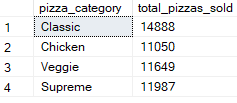 pizza_category total_pizzas_sold
1 Classic 14888
2 Chicken 11050
3 Veggie 11649
4 Supreme 11987